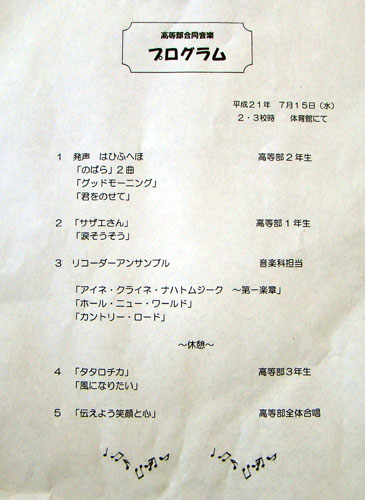 高等部合同音楽
プログラム
平成21年 7月15日（水）
2・3校時 体育館にて
1 発声 はひふへほ 高等部2年生
「のばら」2曲
「グッドモーニング」
「君をのせて」
2 「サザエさん」 高等部1年生
「涙そうそう」
3 リコーダーアンサンブル 音楽科担当
「アイネ・クライネ・ナハトムジーク ～第一楽章」
「ホール・ニュー・ワールド」
「カントリー・ロード」
～休憩～
4 「タタロチカ」 高等部3年生
「風になりたい」
5 「伝えよう笑顔と心」 高等部全体合唱